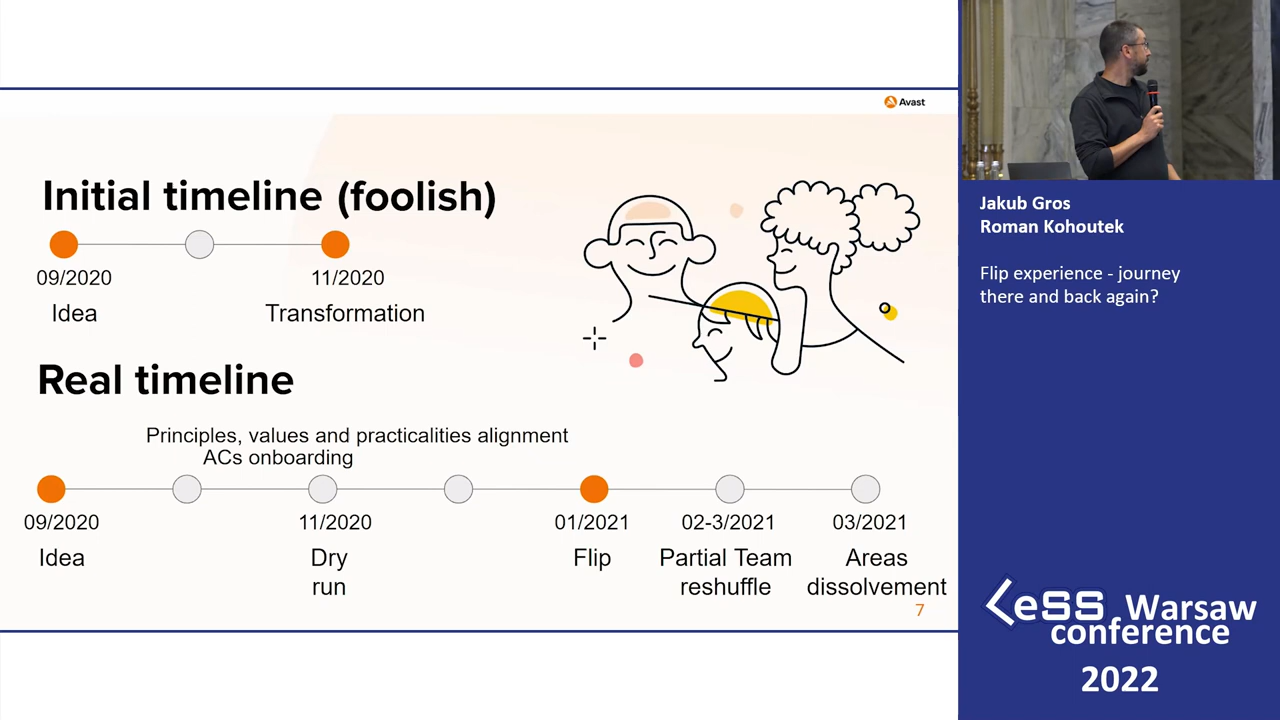 Avast
Initial timeline (foolish)
09/2020
11/2020
Idea
Transformation
Real timeline
Principles, values and practicalities alignment
ACs onboarding
09/2020
11/2020
01/2021
02-3/2021
03/2021
Idea
Dry
run
Flip
Partial Team
reshuffle
Areas
dissolvement
7
Jakub Gros
Roman Kohoutek
Flip experience - journey
there and back again?
LeSS Warsaw
conference
2022